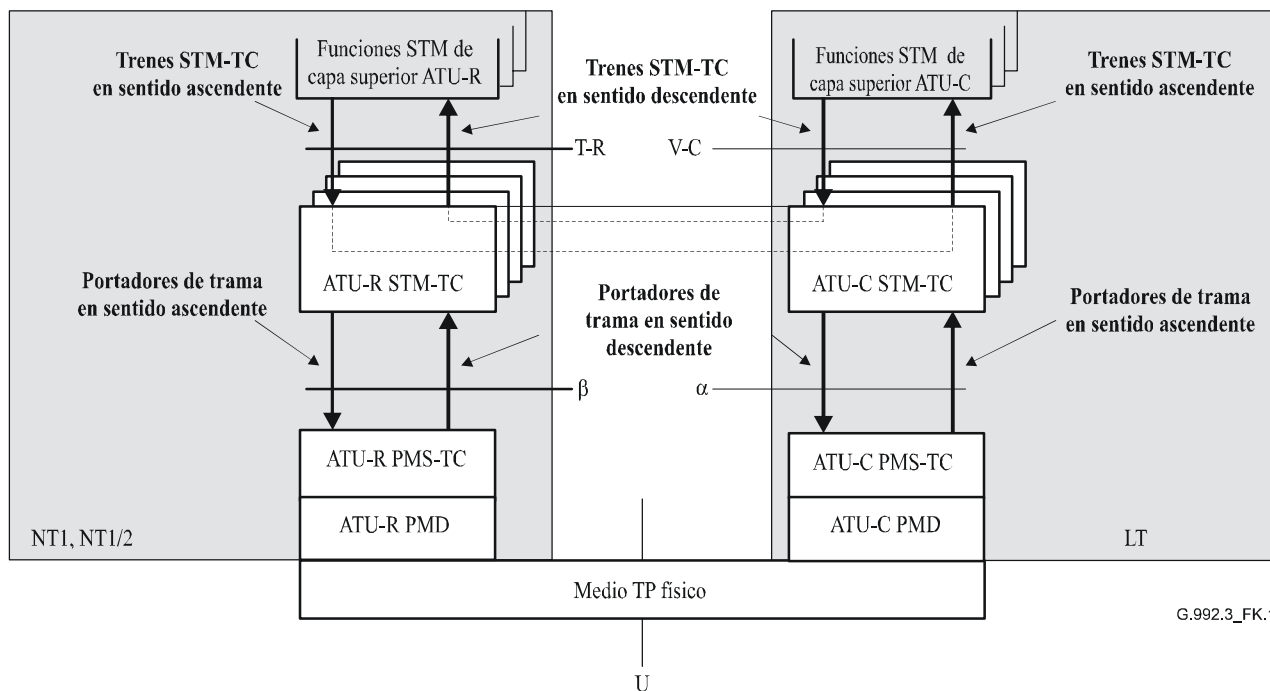 Funciones STM de
capa superior ATU-R
Funciones STM de
capa superior ATU-C
Trenes STM-TC
en sentido ascendente
Trenes STM-TC
en sentido descendente
Trenes STM-TC
en sentido ascendente
T-R
V-C
ATU-R STM-TC
ATU-C STM-TC
Portadores de trama
en sentido ascendente
Portadores de
trama en sentido
descendente
Portadores de trama
en sentido ascendente
β
α
ATU-R PMS-TC
ATU-C PMS-TC
ATU-R PMD
ATU-C PMD
NT1, NT1/2
LT
Medio TP físico
G.992.3_FK.
U